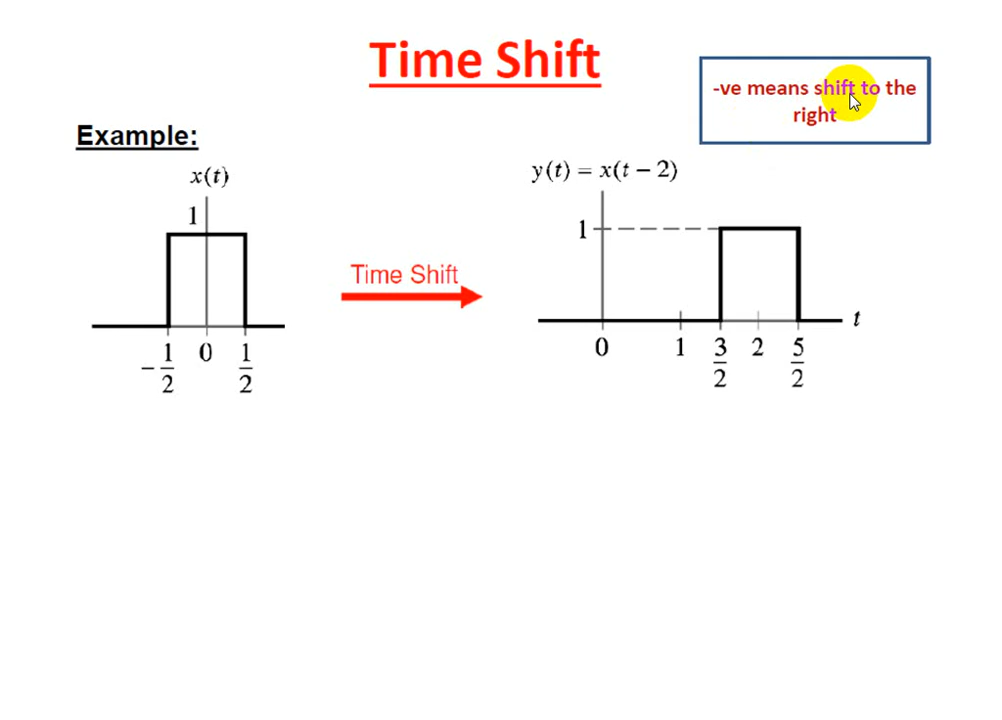 Time Shift
-ve means shift to the
right
Example:
x(t)
1
-1/2 0 1/2
Time Shift
y(t) = x(t − 2)
1
0 1 3/2 2 5/2
t